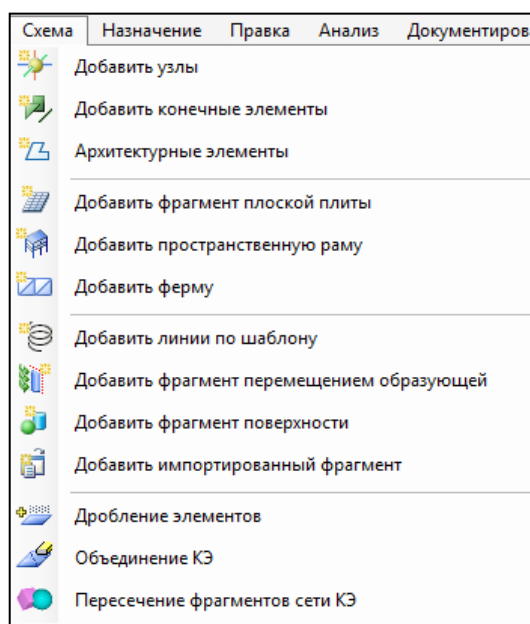 Схема Назначение Правка Анализ Документиров
Добавить узлы
Добавить конечные элементы
Архитектурные элементы
Добавить фрагмент плоской плиты
Добавить пространственную раму
Добавить ферму
Добавить линии по шаблону
Добавить фрагмент перемещением образующей
Добавить фрагмент поверхности
Добавить импортированный фрагмент
Дробление элементов
Объединение КЭ
Пересечение фрагментов сети КЭ